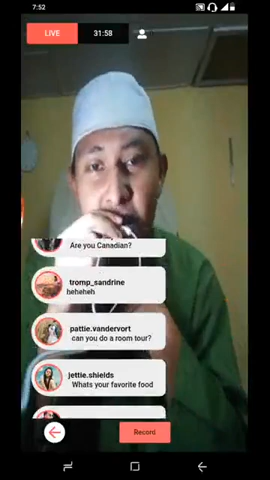 7:52
LIVE
31:58
Are you Canadian?
tromp_sandrine
heheheh
pattie.vandervort
can you do a room tour?
jettie.shields
Whats your favorite food
Record